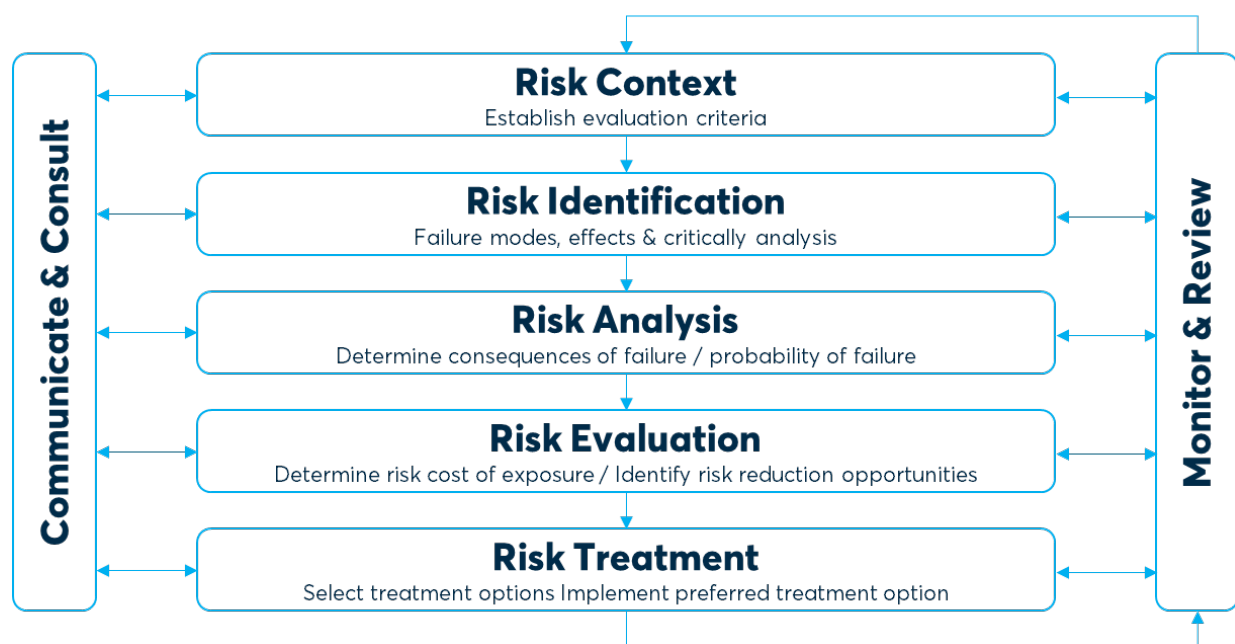 Communicate & Consult
Risk Context
Establish evaluation criteria
Risk Identification
Failure modes, effects & critically analysis
Risk Analysis
Determine consequences of failure / probability of failure
Risk Evaluation
Determine risk cost of exposure / Identify risk reduction opportunities
Risk Treatment
Select treatment options Implement preferred treatment option
Monitor & Review